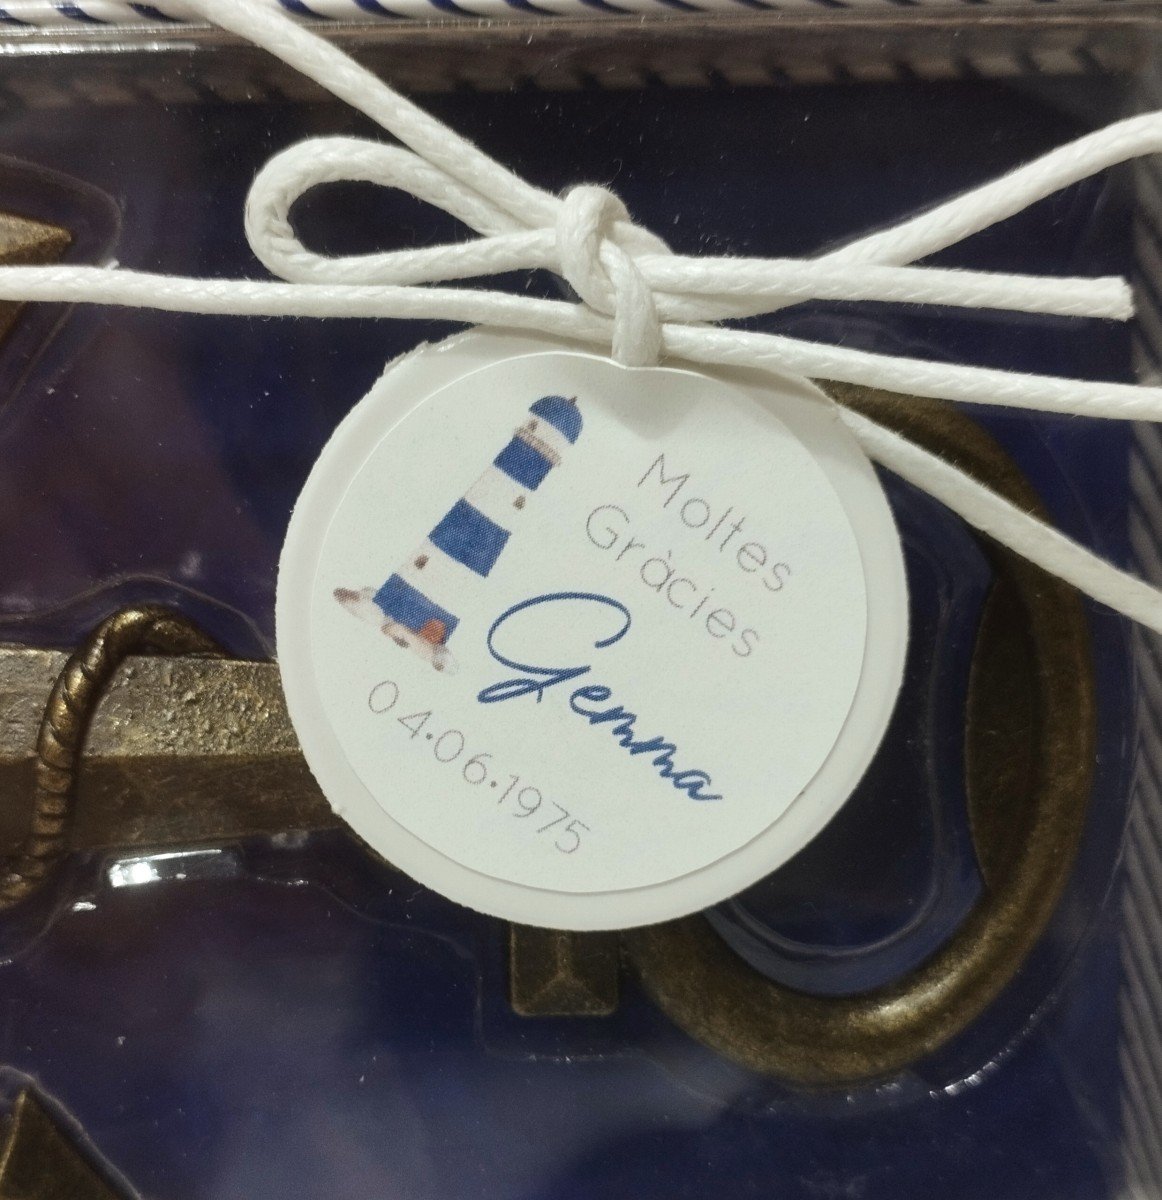 Moltes
Gràcies
Gemma
04.06.1975